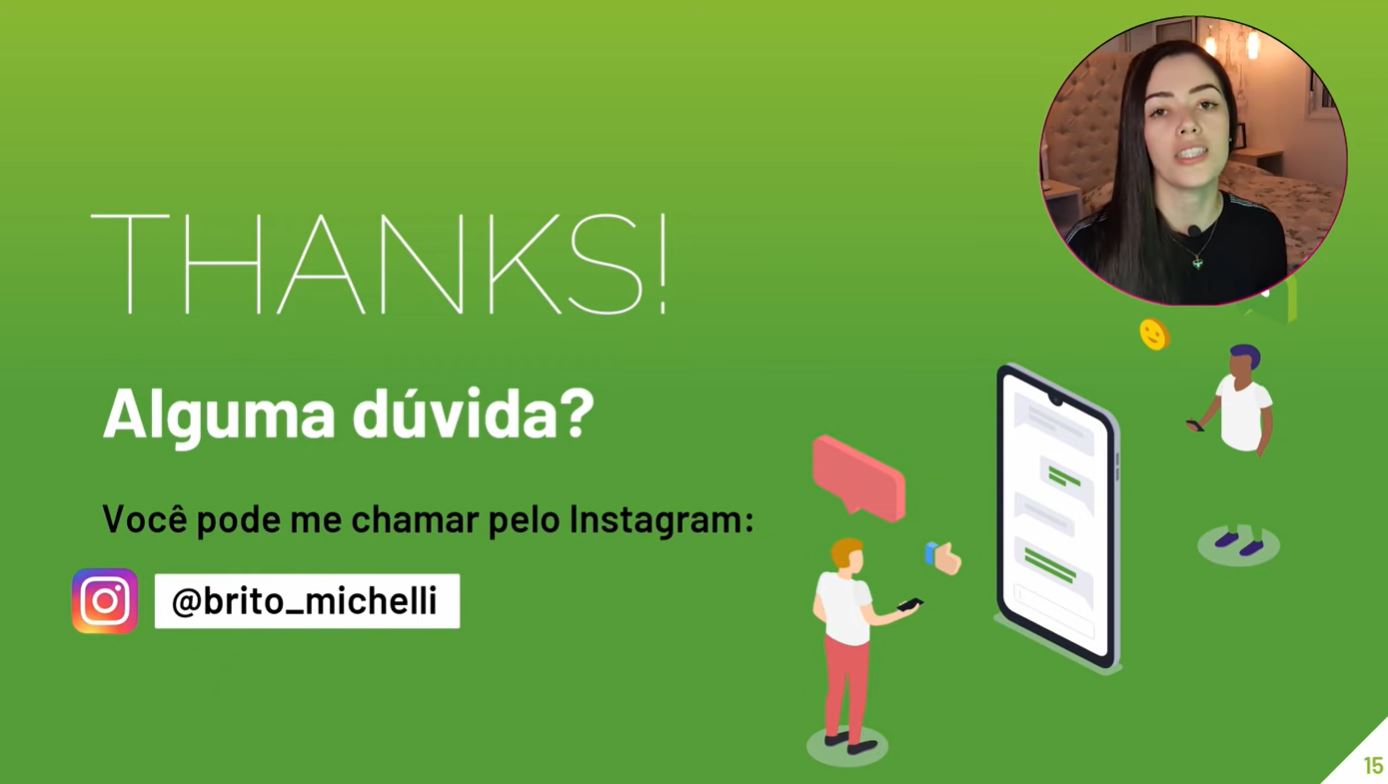 THANKS!
Alguma dúvida?
Você pode me chamar pelo Instagram:
@brito_michelli
15